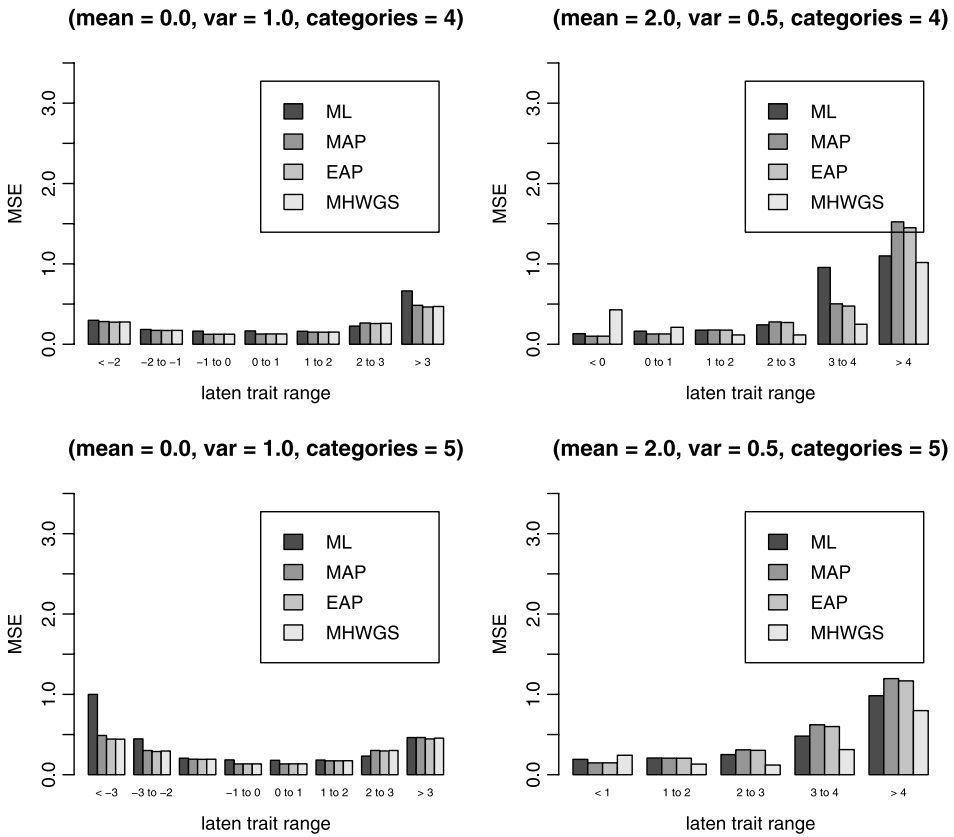 (mean = 0.0, var = 1.0, categories = 4)
MSE
0.0 1.0 2.0 3.0
ML
MAP
EAP
MHWGS
< −2 −2 to −1 −1 to 0 0 to 1 1 to 2 2 to 3 > 3
laten trait range
(mean = 2.0, var = 0.5, categories = 4)
MSE
0.0 1.0 2.0 3.0
ML
MAP
EAP
MHWGS
< 0 0 to 1 1 to 2 2 to 3 3 to 4 > 4
laten trait range
(mean = 0.0, var = 1.0, categories = 5)
MSE
0.0 1.0 2.0 3.0
ML
MAP
EAP
MHWGS
< −3 −3 to −2 −1 to 0 0 to 1 1 to 2 2 to 3 > 3
laten trait range
(mean = 2.0, var = 0.5, categories = 5)
MSE
0.0 1.0 2.0 3.0
ML
MAP
EAP
MHWGS
< 1 1 to 2 2 to 3 3 to 4 > 4
laten trait range